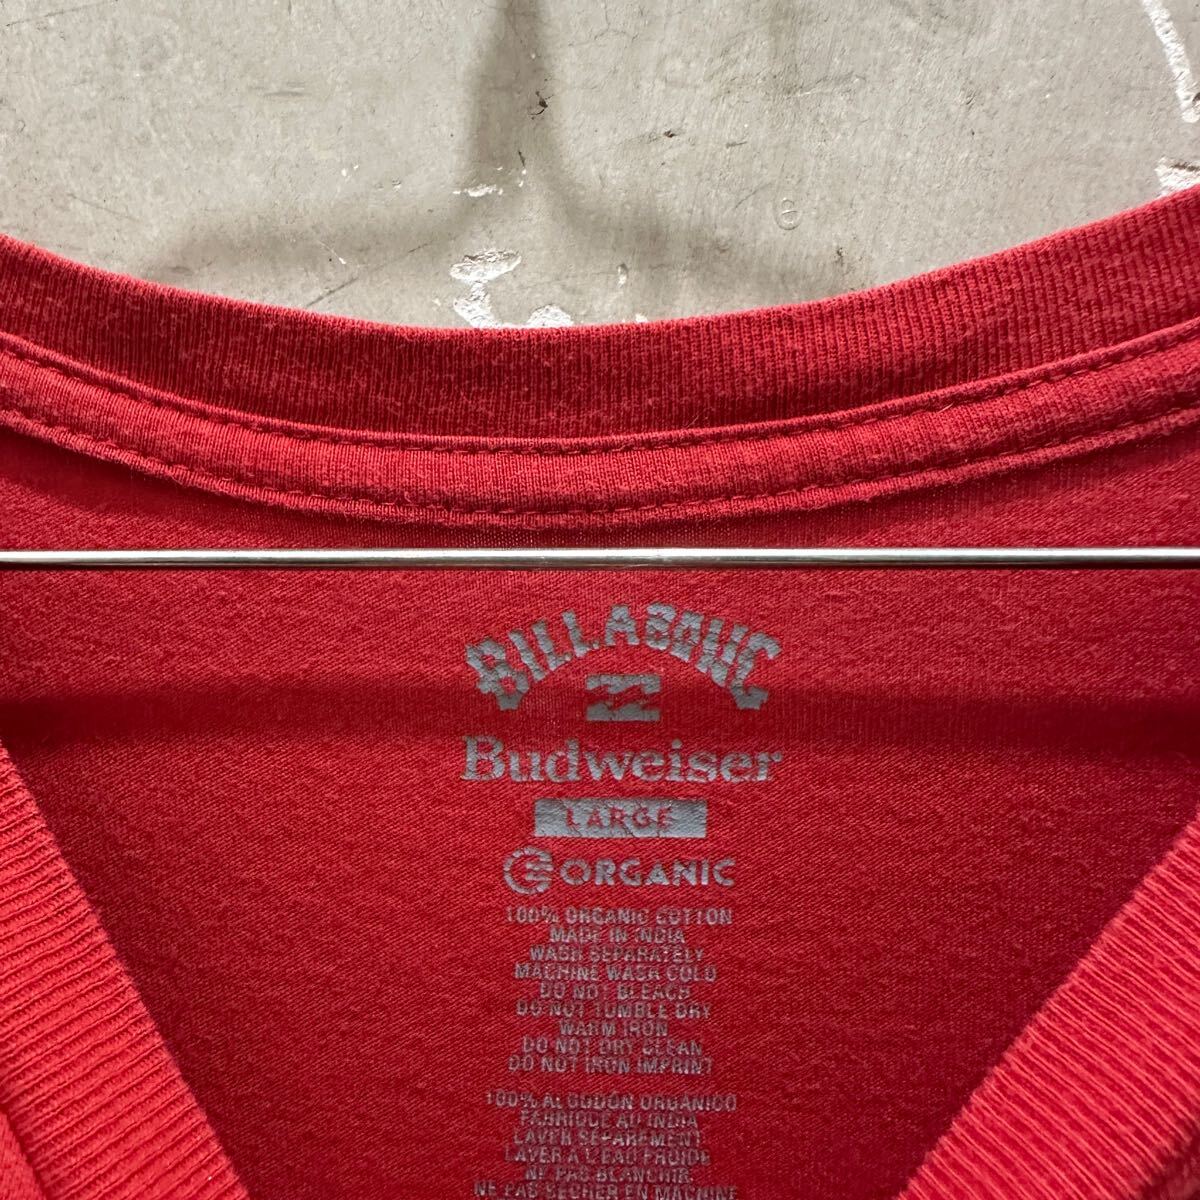 BILLABONG
Budweiser
LARGE
ORGANIC
100% ORGANIC COTTON
MADE IN INDIA
WASH SEPARATELY
MACHINE WASH COLD
DO NOT BLEACH
DO NOT TUMBLE DRY
WARM IRON
DO NOT DRY CLEAN
DO NOT IRON IMPRINT
100% ALGODÓN ORGANICO
FABRIQUE AU INDIA
LAVER SEPAREMENT
LAVER A L'EAU FROIDE
NE PAS BLANCHIR
NE PAS SECHER EN MACHINE